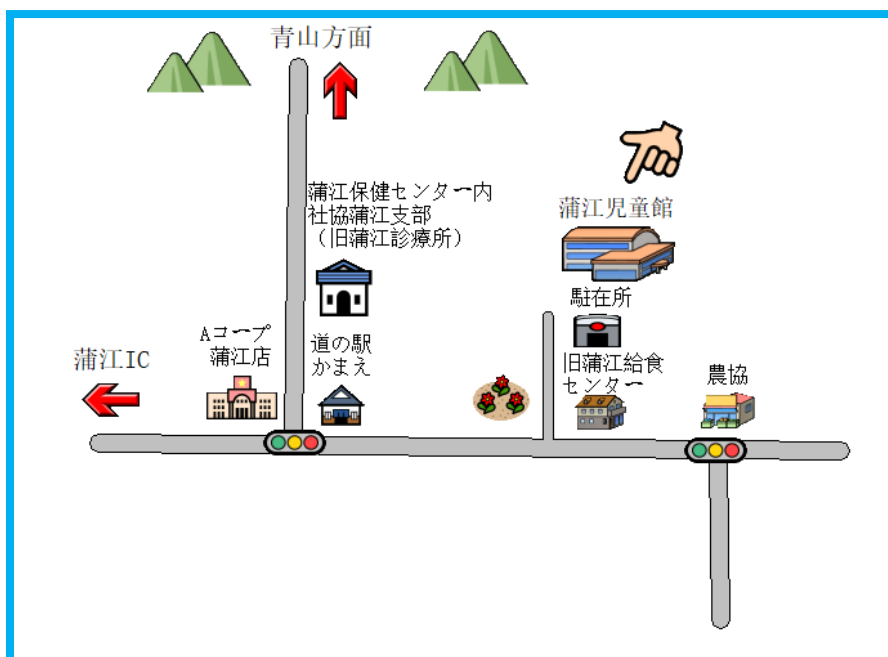 青山方面
蒲江保健センター内
社協蒲江支部
（旧蒲江診療所）
蒲江児童館
駐在所
Aコープ
蒲江店
道の駅
かまえ
旧蒲江給食
センター
蒲江IC
農協